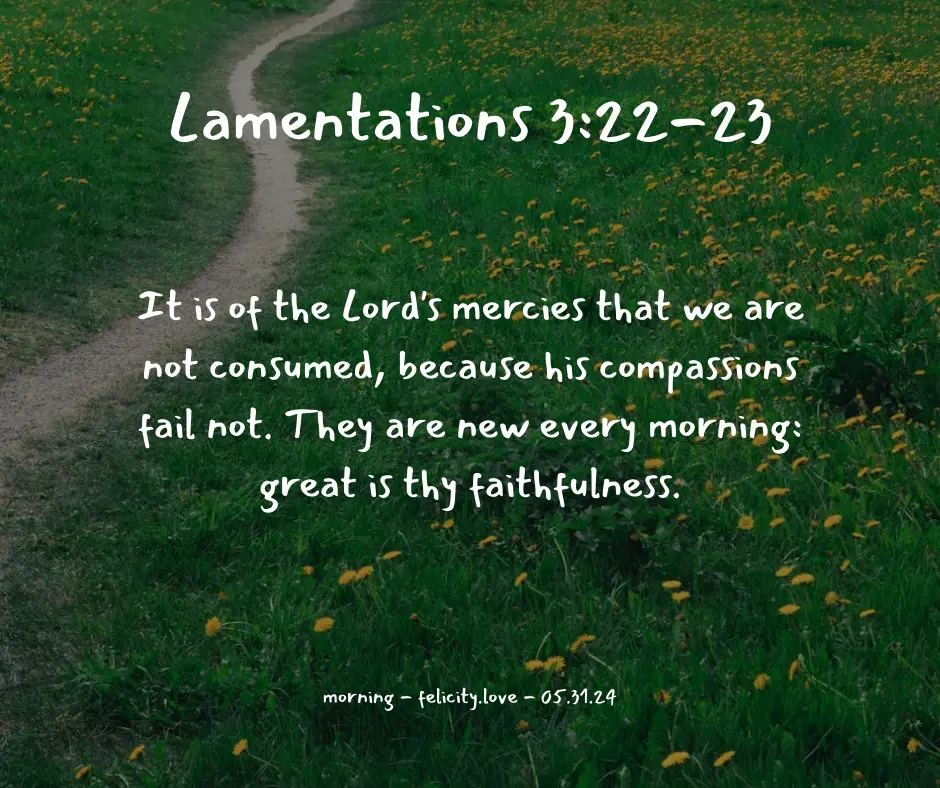 Lamentations 3:22-23
It is of the Lord's mercies that we are
not consumed, because his compassions
fail not. They are new every morning:
great is thy faithfulness.
morning - felicity.love - 05.31.24